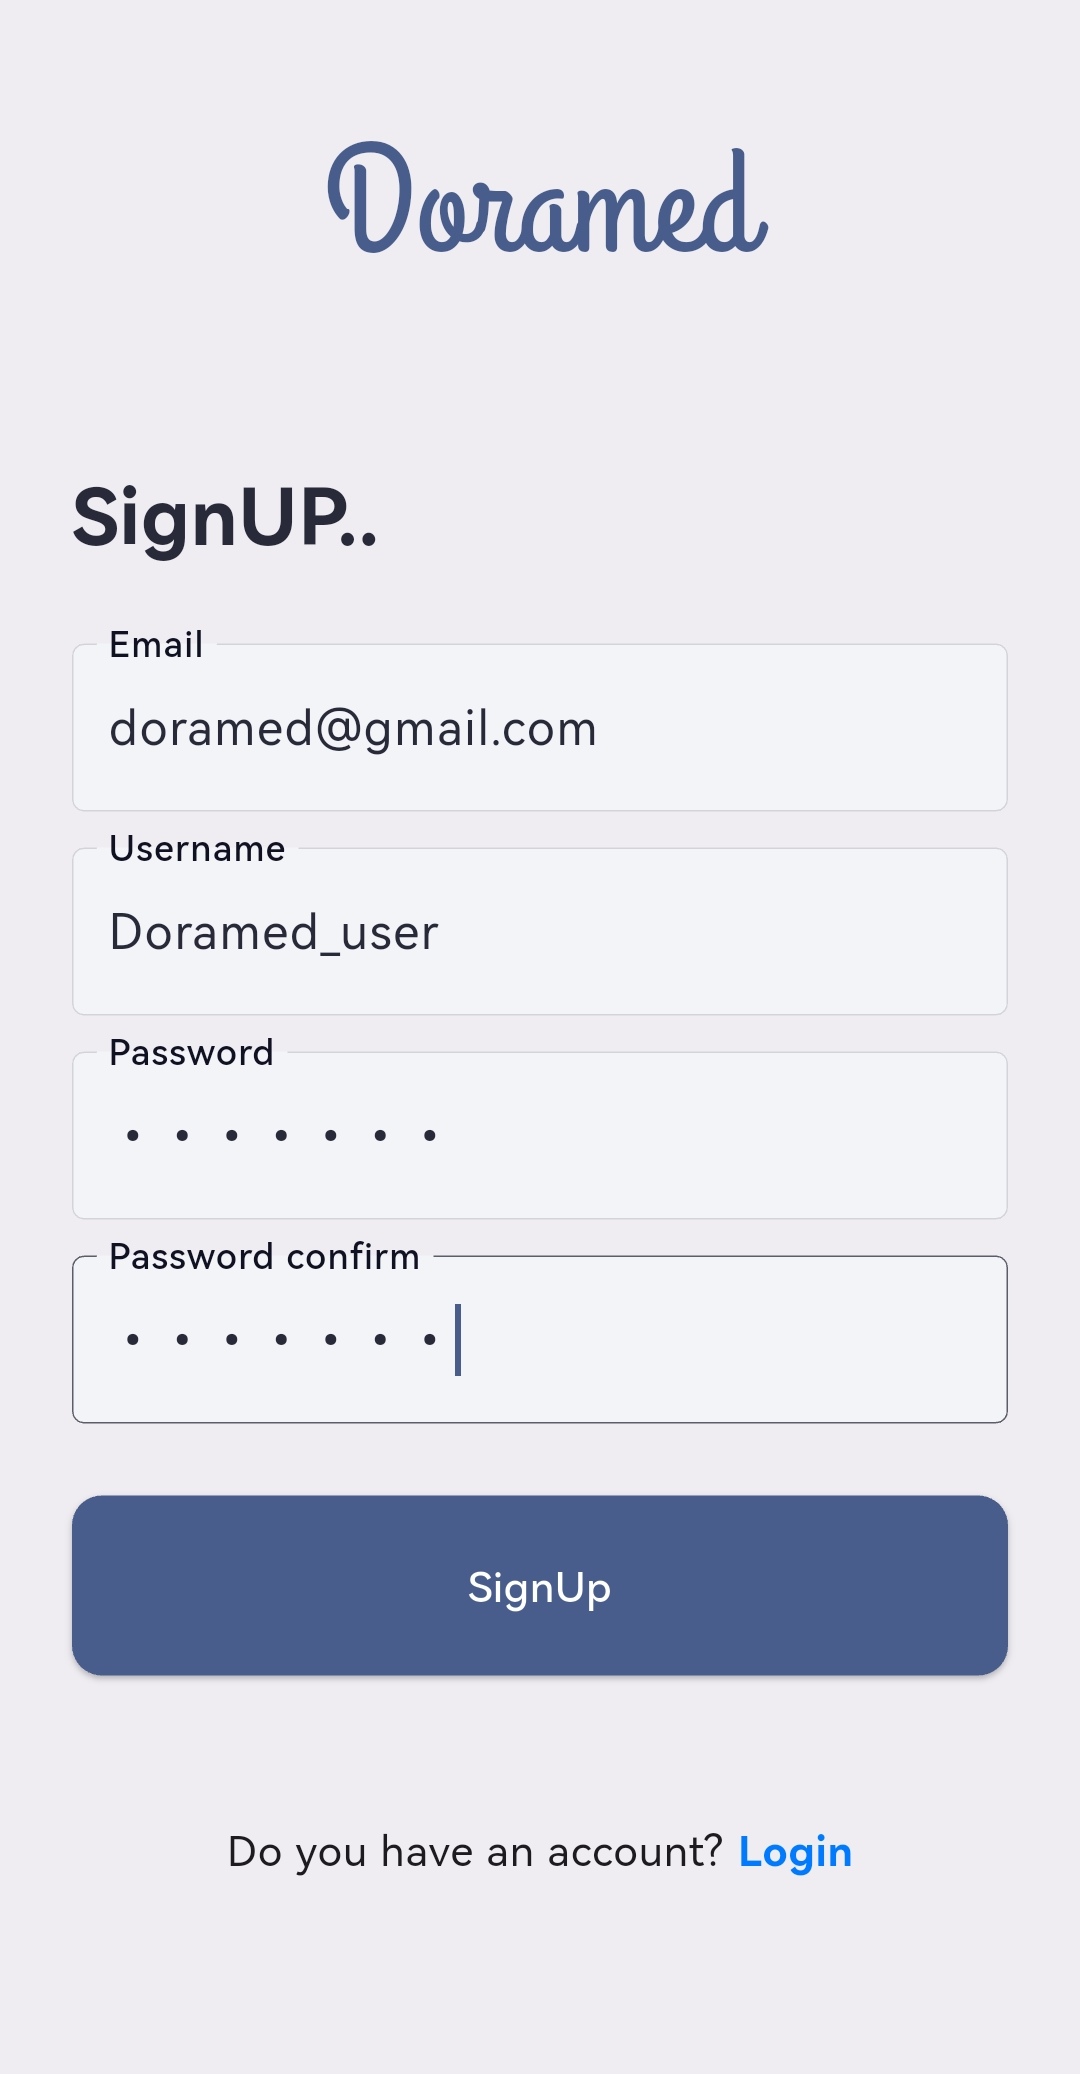 Doramed
SignUP..
Email
doramed@gmail.com
Username
Doramed_user
Password
•••••••
Password confirm
•••••••
SignUp
Do you have an account? Login